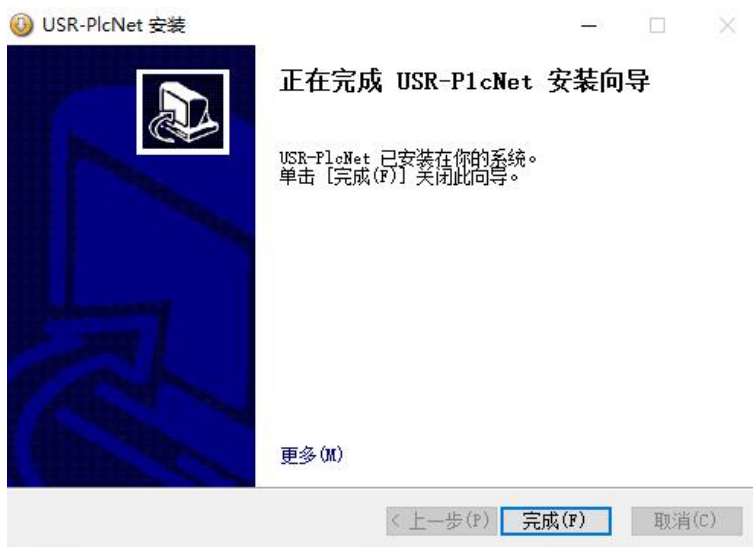 USR-PlcNet 安装
正在完成 USR-PlcNet 安装向导
USR-PlcNet 已安装在你的系统。
单击 [完成(F)] 关闭此向导。
更多(M)
< 上一步(P)
完成(F)
取消(C)